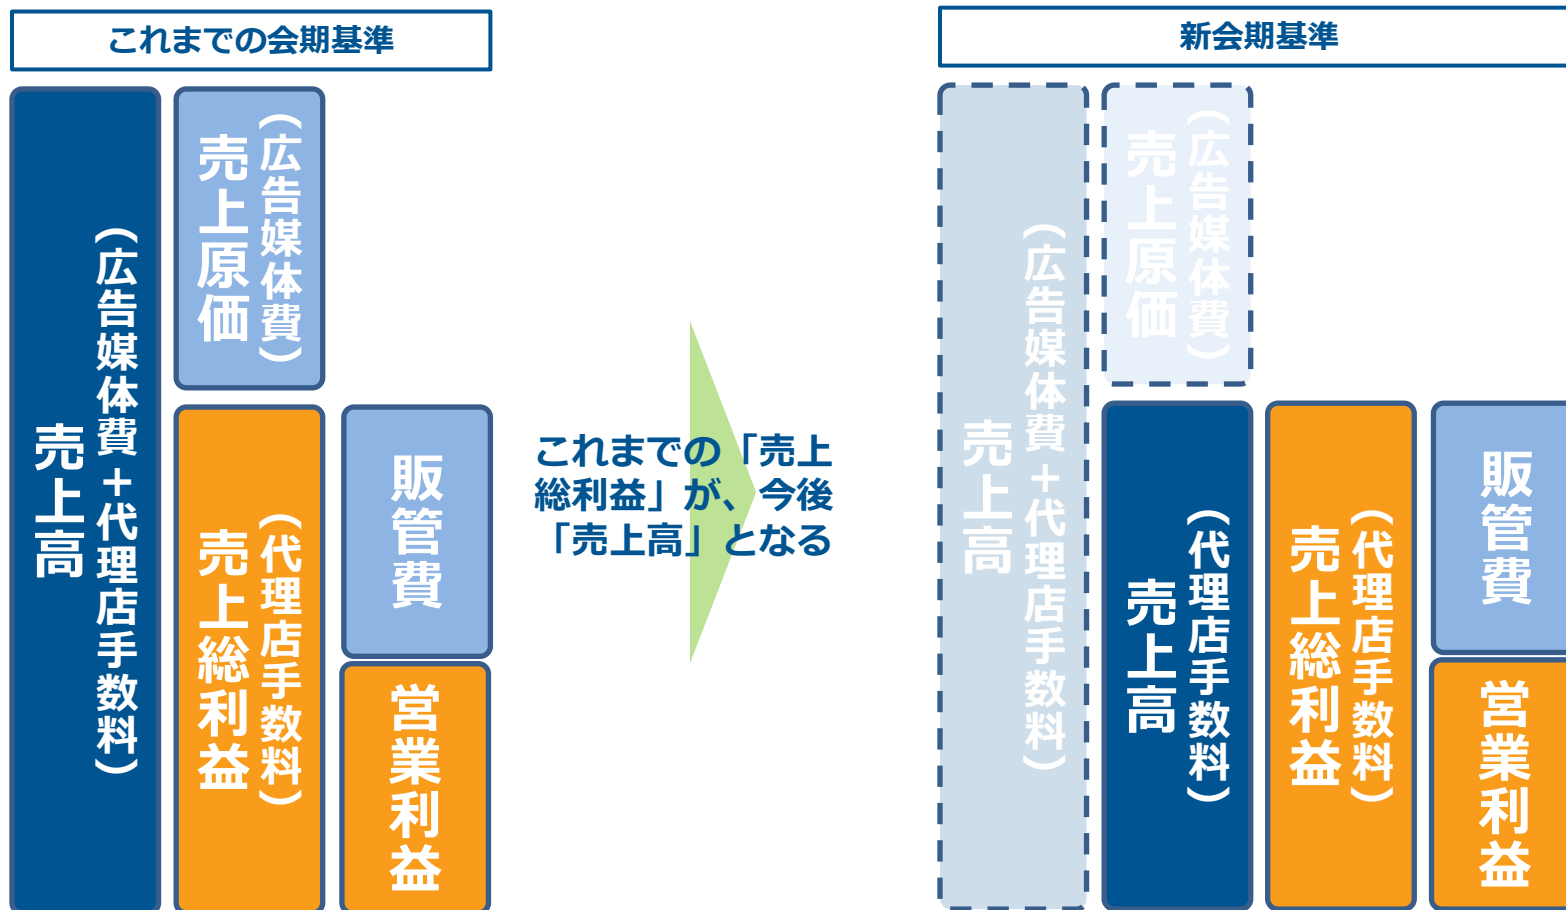 これまでの会期基準
売上高
(広告媒体費+代理店手数料)
売上原価
(広告媒体費)
売上総利益
(代理店手数料)
販管費
営業利益
これまでの「売上
総利益」が、今後
「売上高」となる
新会期基準
売上高
(広告媒体費+代理店手数料)
売上原価
(広告媒体費)
売上高
(代理店手数料)
売上総利益
(代理店手数料)
販管費
営業利益